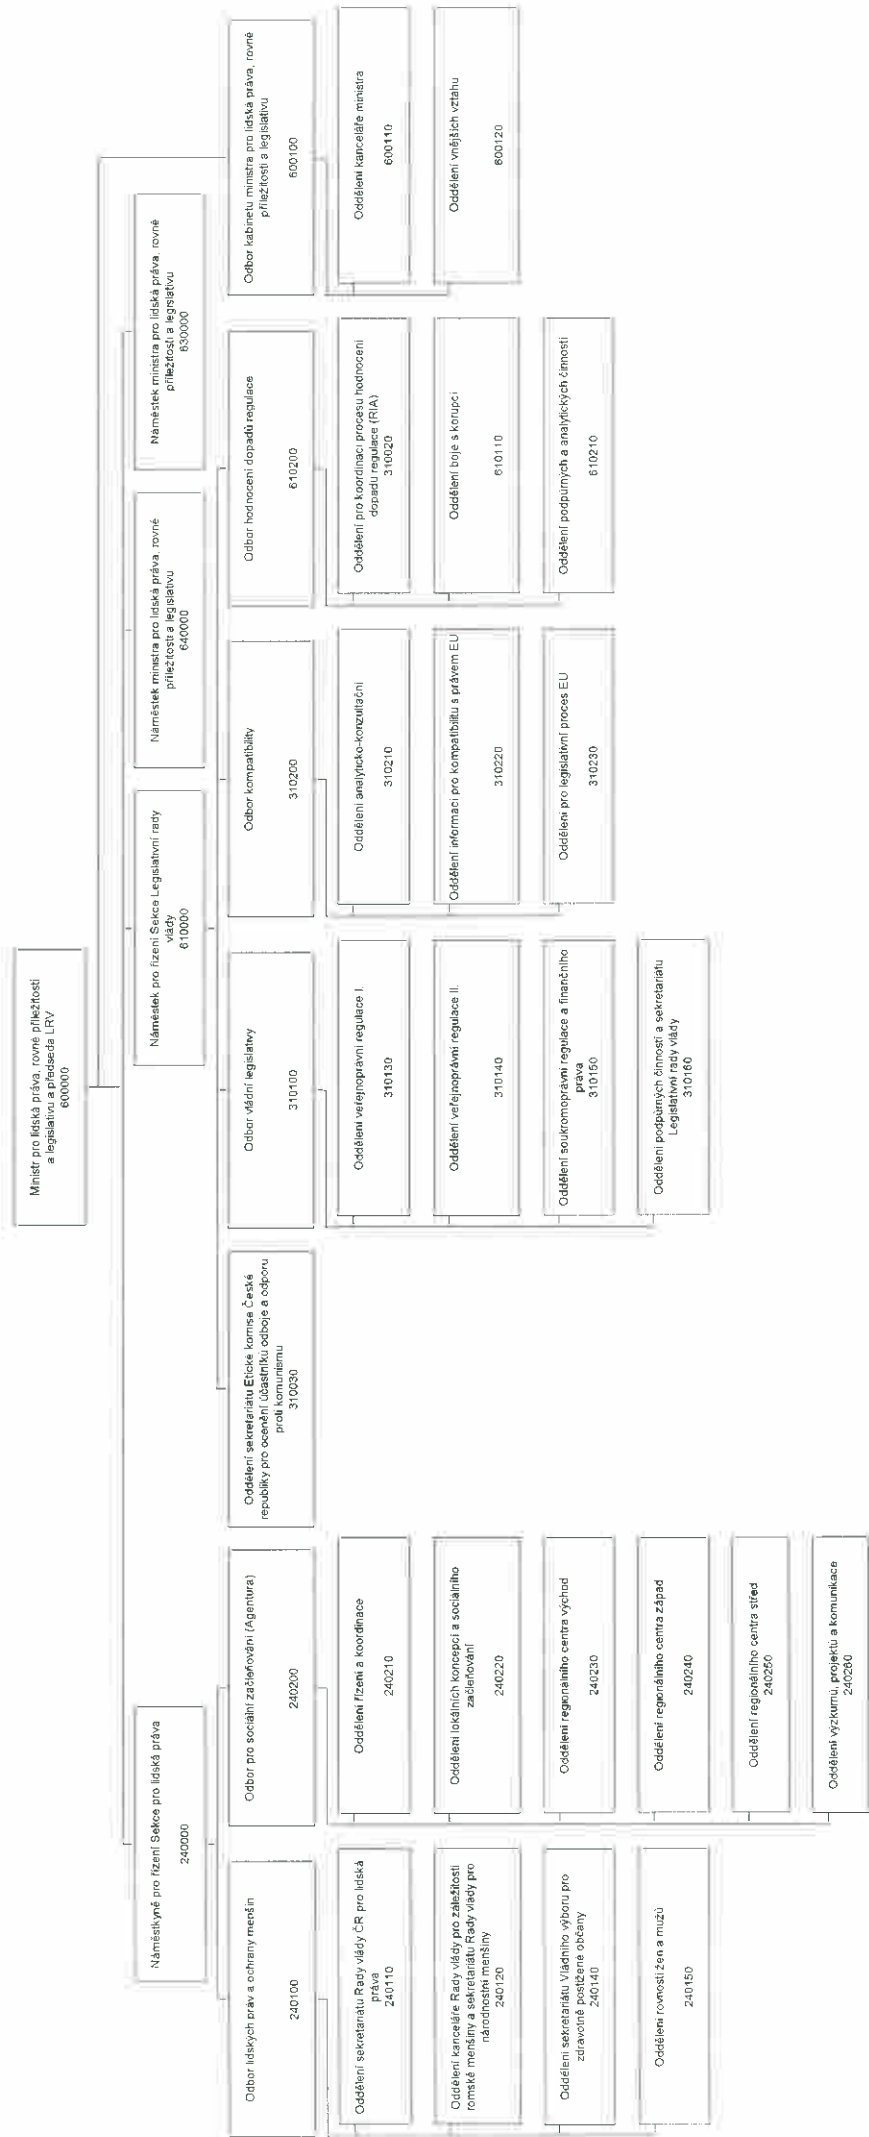 Ministr pro lidská práva, rovné příležitosti
a legislativu a předseda LRV
600000
Náměstkyně pro řízení Sekce pro lidská práva
240000
Náměstek pro řízení Sekce Legislativní rady
vlády
610000
Náměstek ministra pro lidská práva, rovné
příležitosti a legislativu
640000
Náměstek ministra pro lidská práva, rovné
příležitosti a legislativu
630000
Odbor lidských práv a ochrany menšin
240100
Odbor pro sociální začleňování (Agentura)
240200
Oddělení sekretariátu Etické komise České
republiky pro ocenění účastníků odboje a odporu
proti komunismu
310030
Odbor vládní legislativy
310100
Odbor kompatibility
310200
Odbor hodnocení dopadů regulace
610200
Odbor kabinetu ministra pro lidská práva, rovné
příležitosti a legislativu
600100
Oddělení sekretariátu Rady vlády ČR pro lidská
práva
240110
Oddělení kanceláře Rady vlády pro záležitosti
romské menšiny a sekretariátu Rady vlády pro
národnostní menšiny
240120
Oddělení sekretariátu Vládního výboru pro
zdravotně postižené občany
240140
Oddělení rovnosti žen a mužů
240150
Oddělení řízení a koordinace
240210
Oddělení lokálních koncepcí a sociálního
začleňování
240220
Oddělení regionálního centra východ
240230
Oddělení regionálního centra západ
240240
Oddělení regionálního centra střed
240250
Oddělení výzkumů, projektů a komunikace
240260
Oddělení veřejnoprávní regulace I.
310130
Oddělení veřejnoprávní regulace II.
310140
Oddělení soukromoprávní regulace a finančního
práva
310150
Oddělení podpůrných činností a sekretariátu
Legislativní rady vlády
310160
Oddělení analyticko-konzultační
310210
Oddělení informací pro kompatibilitu s právem EU
310220
Oddělení pro legislativní proces EU
310230
Oddělení pro koordinaci procesu hodnocení
dopadu regulace (RIA)
310020
Oddělení boje s korupcí
610110
Oddělení podpůrných a analytických činností
610210
Oddělení kanceláře ministra
600110
Oddělení vnějších vztahu
600120